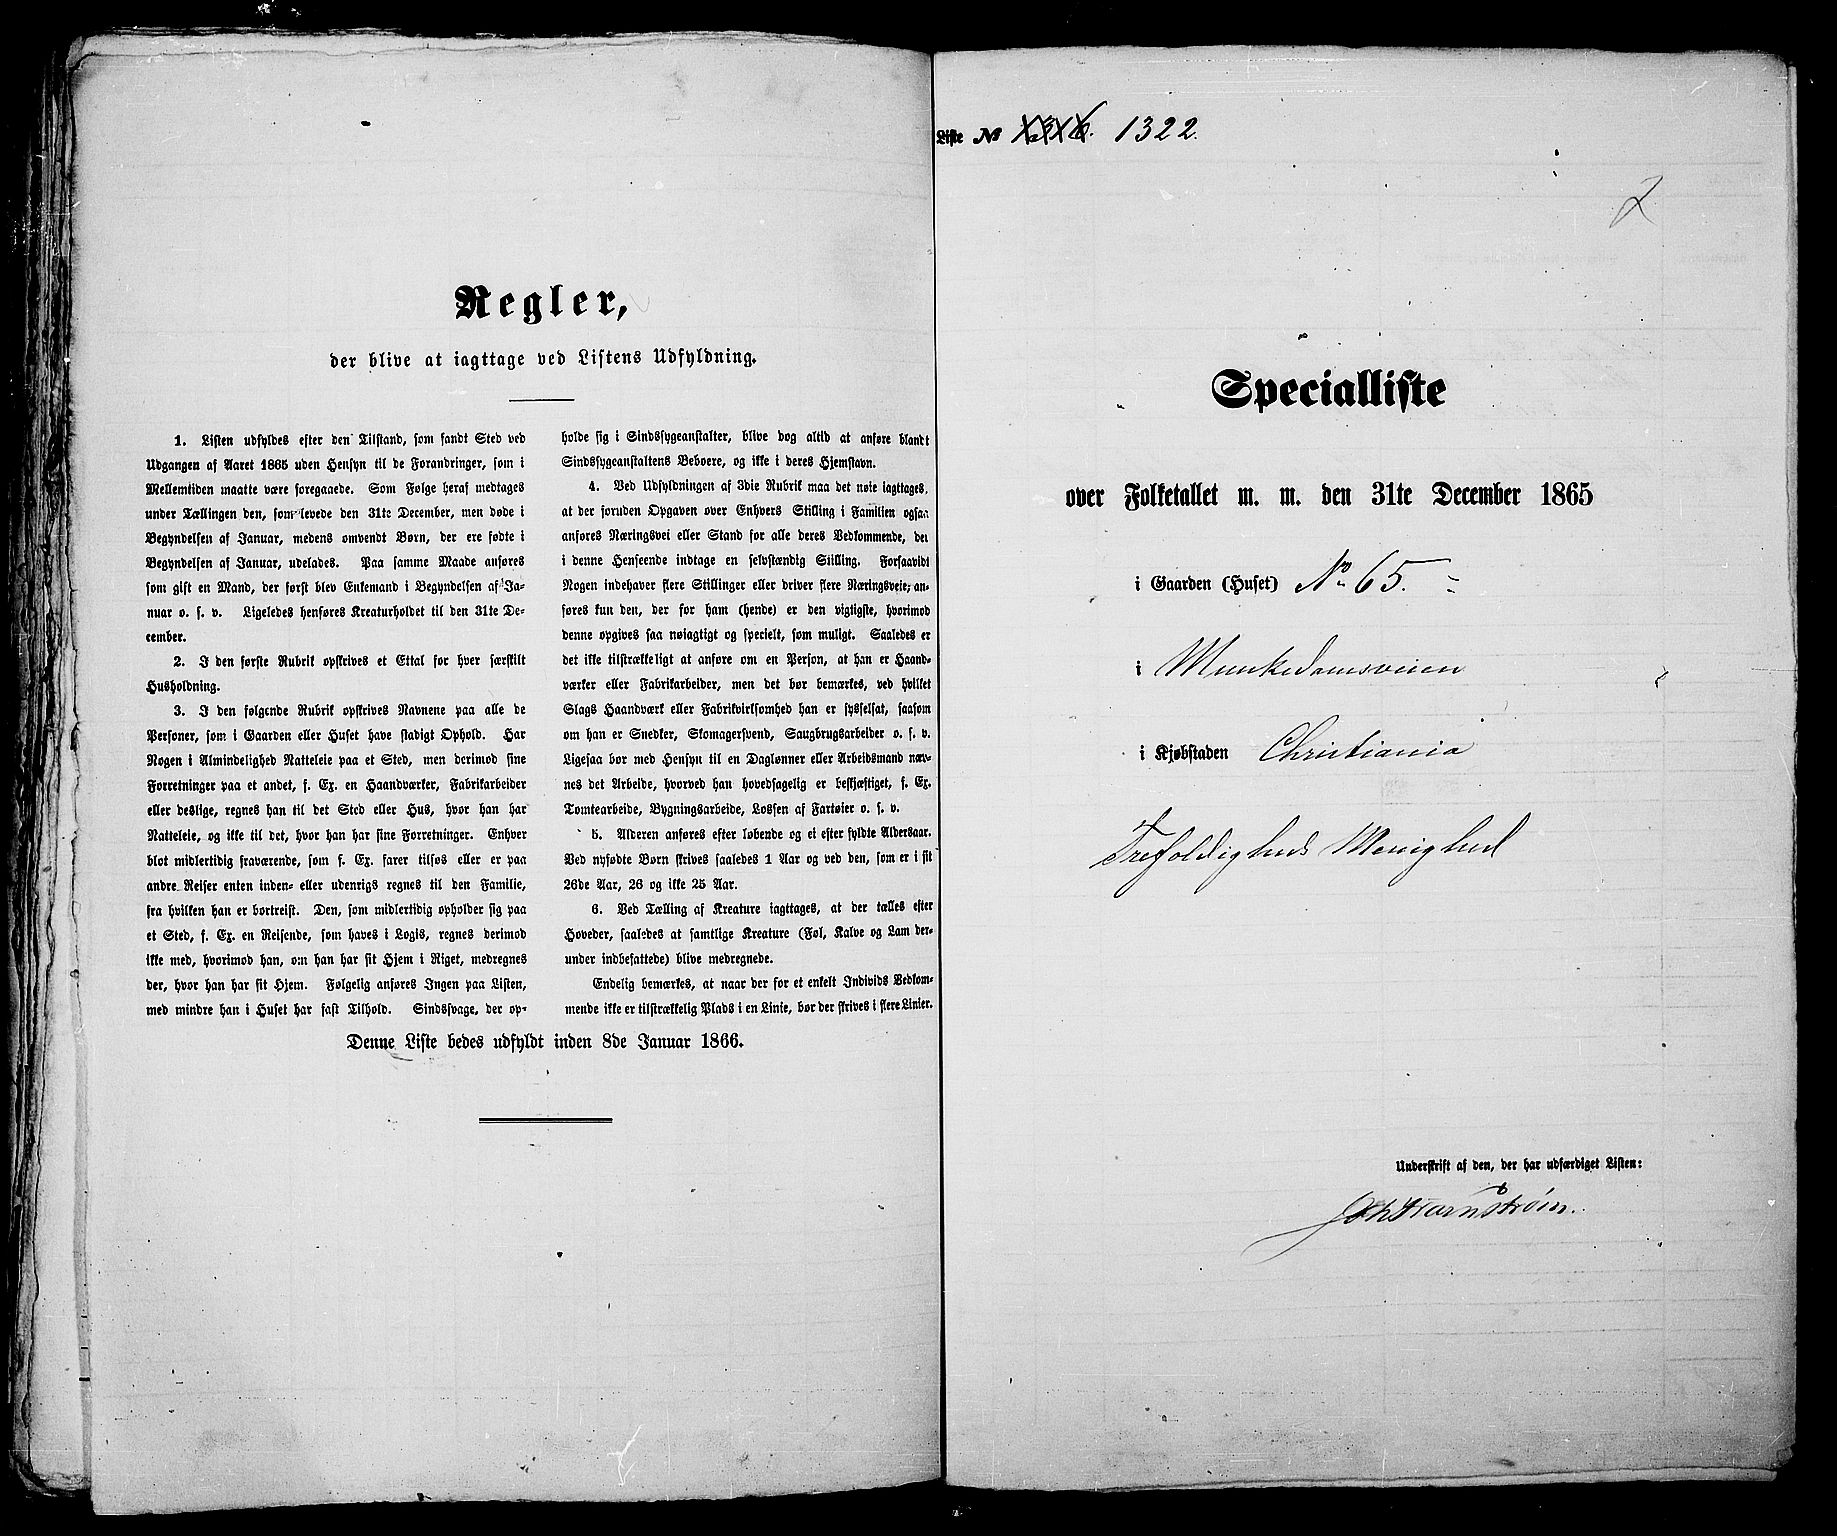 Regler,
der blive at iagttage ved Listens Udfyldning.
1. Listen udfyldes efter den Tilstand, som fandt Sted ved
Udgangen af Aaret 1865 uden Hensyn til de Forandringer, som i
Mellemtiden maatte være foregaaede. Som Følge heraf medtages
under Tællingen den, som levede den 31te December, men døde i
Begyndelsen af Januar, medens omvendt Børn, der ere fødte i
Begyndelsen af Januar, udelades. Paa samme Maade anføres
som gift en Mand, der først blev Enkemand i Begyndelsen af Ja-
nuar o. s. v. Ligeledes henføres Kreaturholdet til den 31te De-
cember.
2. I den første Rubrik opskrives et Ettal for hver særskilt
Husholdning.
3. I den følgende Rubrik opskrives Navnene paa alle de
Personer, som i Gaarden eller Huset have stadigt Ophold. Har
Nogen i Almindelighed Natteleie paa et Sted, men derimod sine
Forretninger paa et andet, f. Ex. en Haandværker, Fabrikarbeider
eller deslige, regnes han til det Sted eller Hus, hvor han har
Natteleie, og ikke til det, hvor han har sine Forretninger. Enhver
blot midlertidig fraværende, som f. Ex. farer tilsøs eller er paa
andre Reiser enten inden- eller udenrigs regnes til den Familie,
fra hvilken han er bortreist. Den, som midlertidig opholder sig paa
et Sted, f. Ex. en Reisende, som haves i Logis, regnes derimod
ikke med, hvorimod han, om han har sit Hjem i Riget, medregnes
der, hvor han har sit Hjem. Følgelig anføres Ingen paa Listen,
med mindre han i Huset har fast Tilhold. Sindssvage, der op-
holde sig i Sindssygeanstalter, blive dog altid at anføre blandt
Sindssygeanstaltens Beboere, og ikke i deres Hjemstavn.
4. Ved Udfyldningen af 3die Rubrik maa det nøie iagttages,
at der foruden Opgaven over Enhvers Stilling i Familien ogsaa
anføres Næringsvei eller Stand for alle deres Vedkommende, der
i denne Henseende indtage en selvstændig Stilling. Forsaavidt
Nogen indehaver flere Stillinger eller driver flere Næringsveie, an-
føres kun den, der for ham (hende) er den vigtigste, hvorimod
denne opgives saa nøiagtigt og specielt, som muligt. Saaledes er
det ikke tilstrækkeligt at anføre om en Person, at han er Haand-
værker eller Fabrikarbeider, men det bør bemærkes, ved hvilket
Slags Haandværk eller Fabrikvirksomhed han er sysselsat, saasom
om han er Snedker, Skomagersvend, Saugbrugsarbeider o. s. v.
Ligesaa bør med Hensyn til en Daglønner eller Arbeidsmand næv-
nes det Arbeide, hvorved han hovedsagelig er beskjæftiget, f. Ex.
Tomtearbeide, Bygningsarbeide, Lossen af Fartøier o. s. v.
5. Alderen anføres efter løbende og ei efter fyldte Aldersaar.
Ved nyfødte Børn skrives saaledes 1 Aar og ved den, som er i sit
26de Aar, 26 og ikke 25 Aar.
6. Ved Tælling af Kreature iagttages, at der tælles efter
Hoveder, saaledes at samtlige Kreature (Føl, Kalve og Lam der-
under indbefattede) blive medregnede.
Endelig bemærkes, at naar der for et enkelt Individs Vedkom-
mende ikke er tilstrækkelig Plads i en Linie, bør der skrives i flere Linier.
Denne Liste bedes udfyldt inden 8de Januar 1866.
Liste No 1322.
2
Specialliste
over Folketallet m. m. den 31te December 1865
i Gaarden (Huset) No 65.
i Munkedamsveien
i Kjøbstaden Christiania
Trefoldigheds Menighed
Underskrift af den, der har udfærdiget Listen: